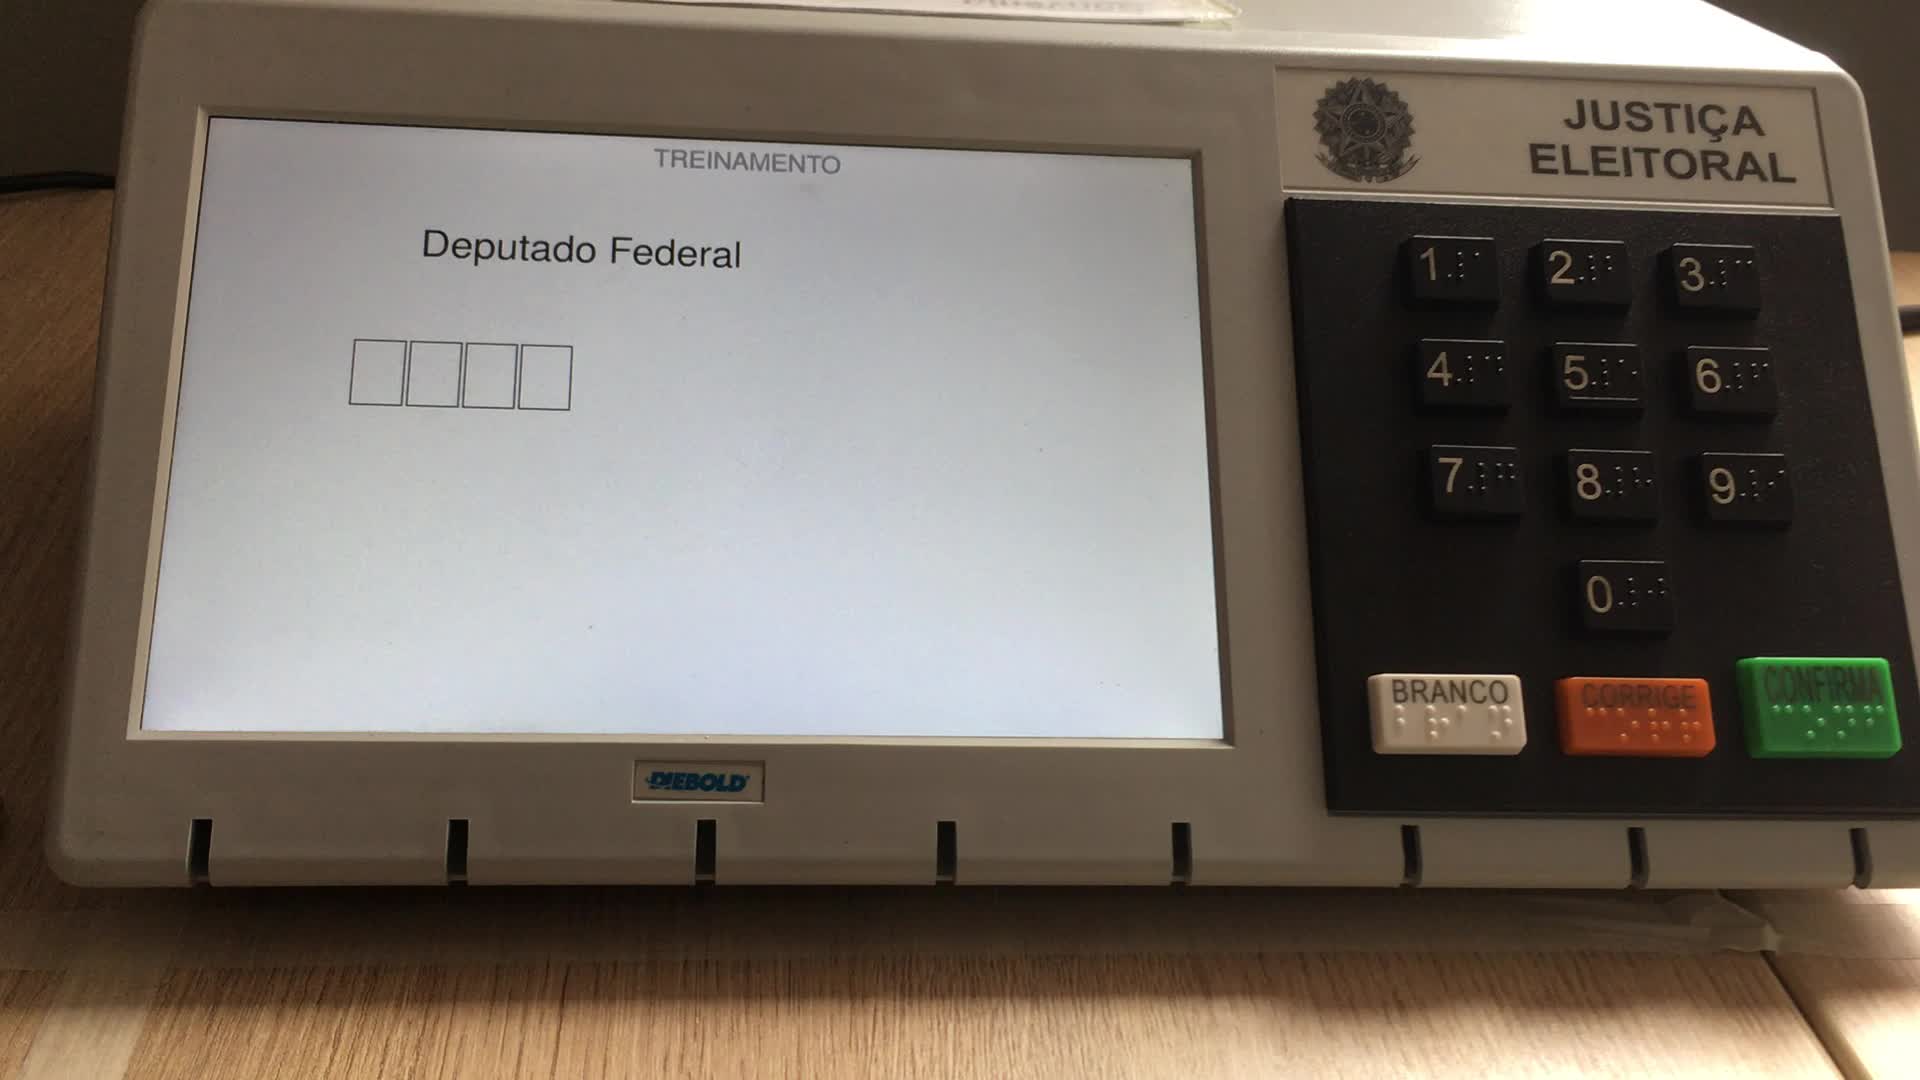 TREINAMENTO
Deputado Federal
JUSTIÇA
ELEITORAL
1 2 3
4 5 6
7 8 9
0
BRANCO CORRIGE CONFIRMA
DIEBOLD